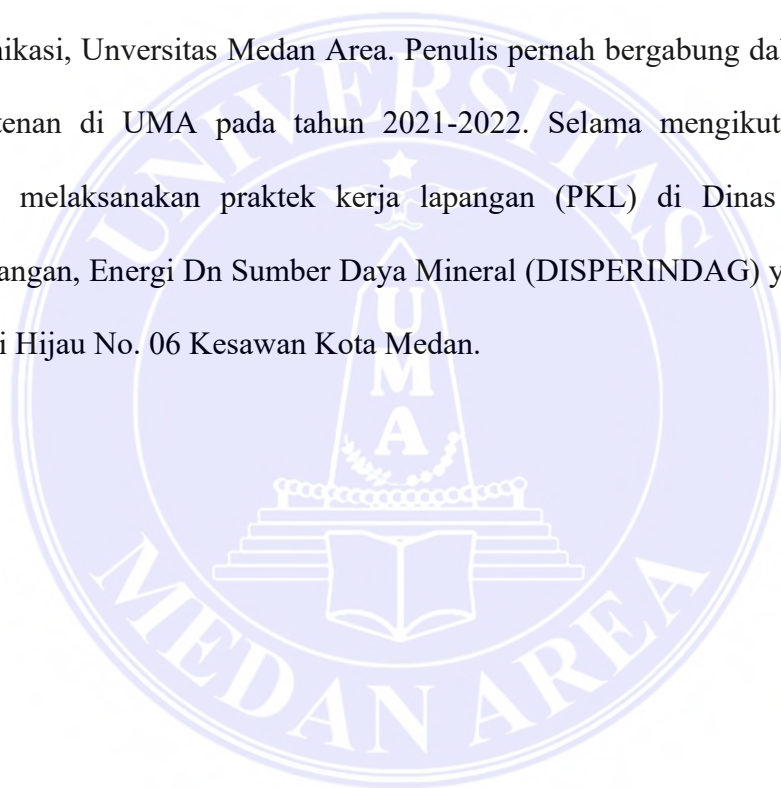 nikasi, Unversitas Medan Area. Penulis pernah bergabung dal
tenan di UMA pada tahun 2021-2022. Selama mengikut
melaksanakan praktek kerja lapangan (PKL) di Dinas
angan, Energi Dn Sumber Daya Mineral (DISPERINDAG) y
i Hijau No. 06 Kesawan Kota Medan.
UNIVERSITAS
UMA
MEDAN AREA